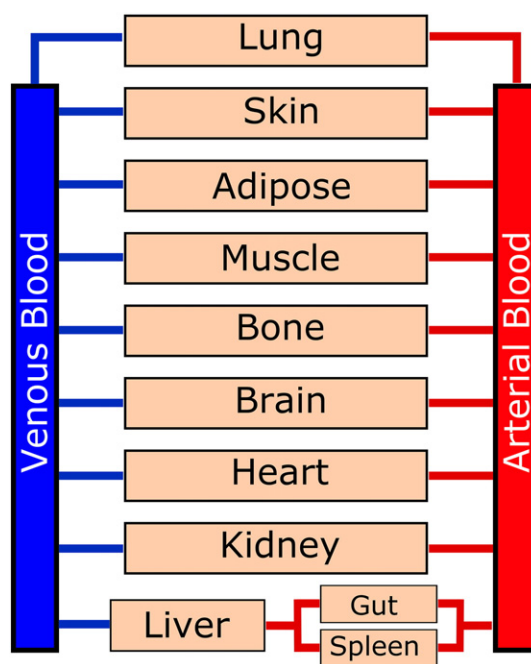 Lung
Skin
Adipose
Muscle
Bone
Brain
Heart
Kidney
Liver
Gut
Spleen
Venous Blood
Arterial Blood